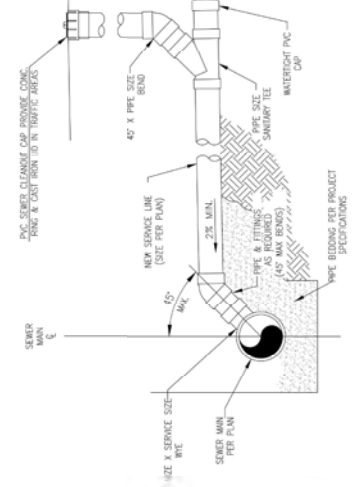 PVC SEWER CLEANOUT CAP PROVIDE CONC.
RING & CAST IRON LID IN TRAFFIC AREAS
45° X PIPE SIZE
BEND
WATERTIGHT PVC
CAP
PIPE SIZE
SANITARY TEE
NEW SERVICE LINE
(SIZE PER PLAN)
2% MIN.
PIPE & FITTINGS
AS REQUIRED
(45° MAX BENDS)
PIPE BEDDING PER PROJECT
SPECIFICATIONS
45°
MAX.
SEWER
MAIN
℄
SIZE X SERVICE SIZE
WYE
SEWER MAIN
PER PLAN